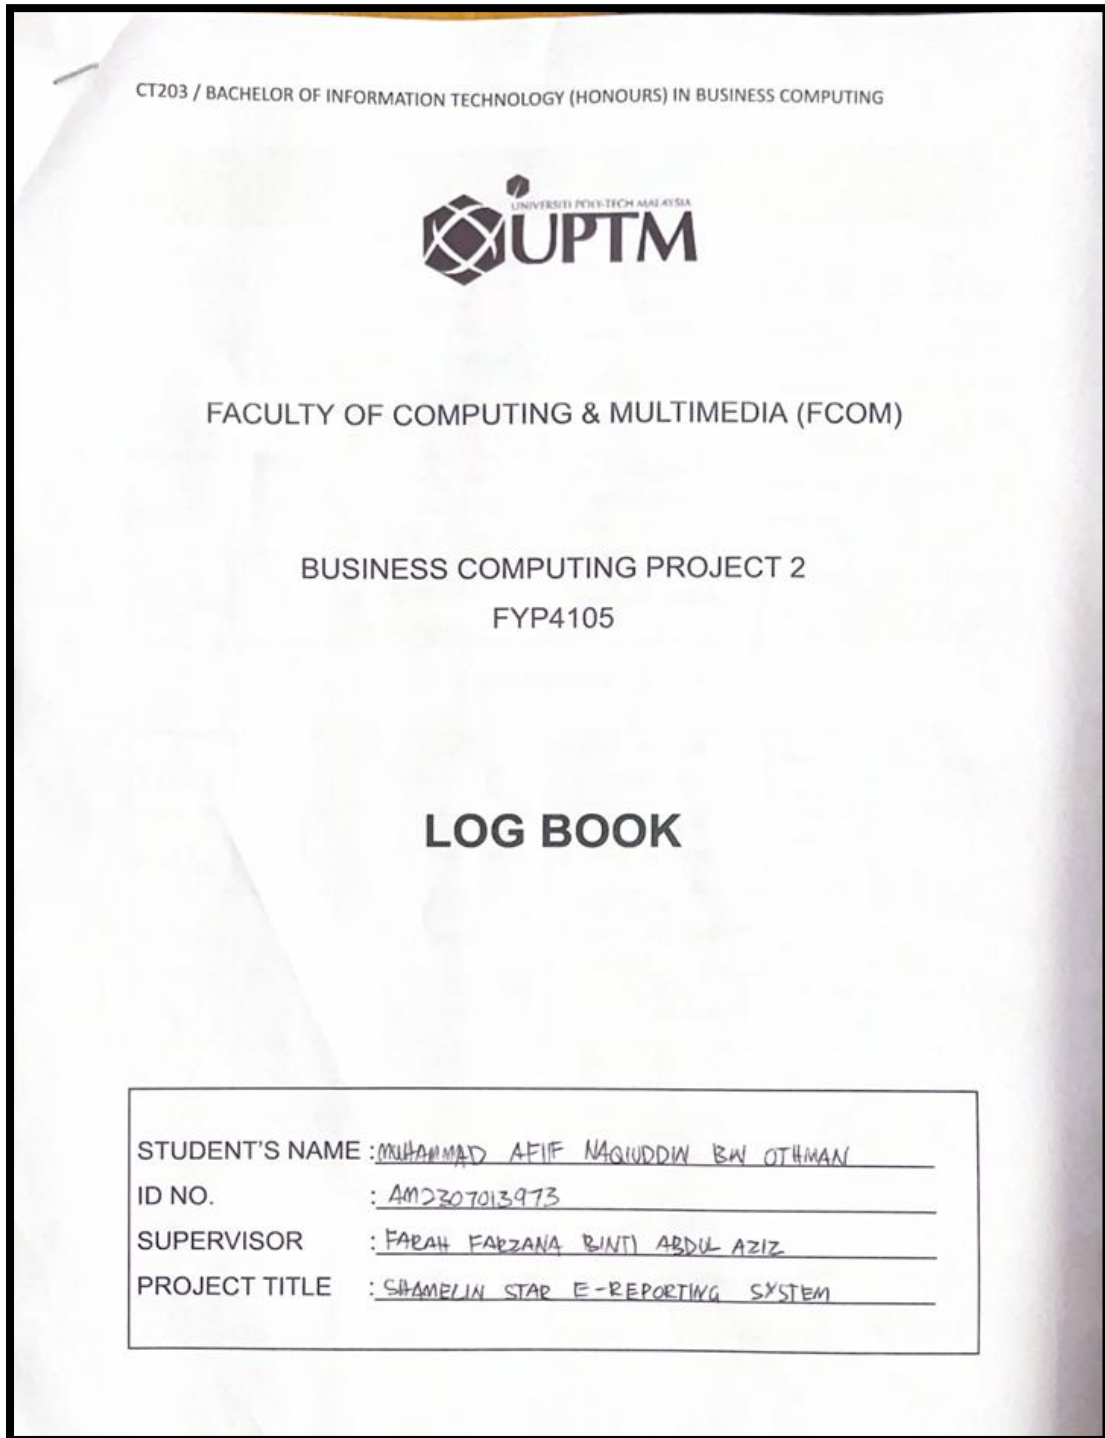 CT203 / BACHELOR OF INFORMATION TECHNOLOGY (HONOURS) IN BUSINESS COMPUTING
UNIVERSITI POLY-TECH MALAYSIA
UPTM
FACULTY OF COMPUTING & MULTIMEDIA (FCOM)
BUSINESS COMPUTING PROJECT 2
FYP4105
LOG BOOK
STUDENT'S NAME : MUHAMMAD AFIF NAQIUDDIN BIN OTHMAN
ID NO. : AM2307013973
SUPERVISOR : FARAH FARZANA BINTI ABDUL AZIZ
PROJECT TITLE : SHAMELIN STAR E-REPORTING SYSTEM